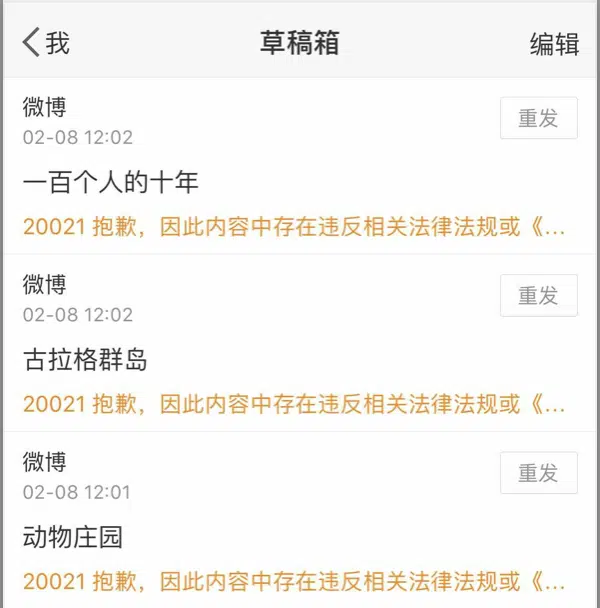 我 草稿箱 编辑
微博 重发
02-08 12:02
一百个人的十年
20021 抱歉，因此内容中存在违反相关法律法规或《...
微博 重发
02-08 12:02
古拉格群岛
20021 抱歉，因此内容中存在违反相关法律法规或《...
微博 重发
02-08 12:01
动物庄园
20021 抱歉，因此内容中存在违反相关法律法规或《...